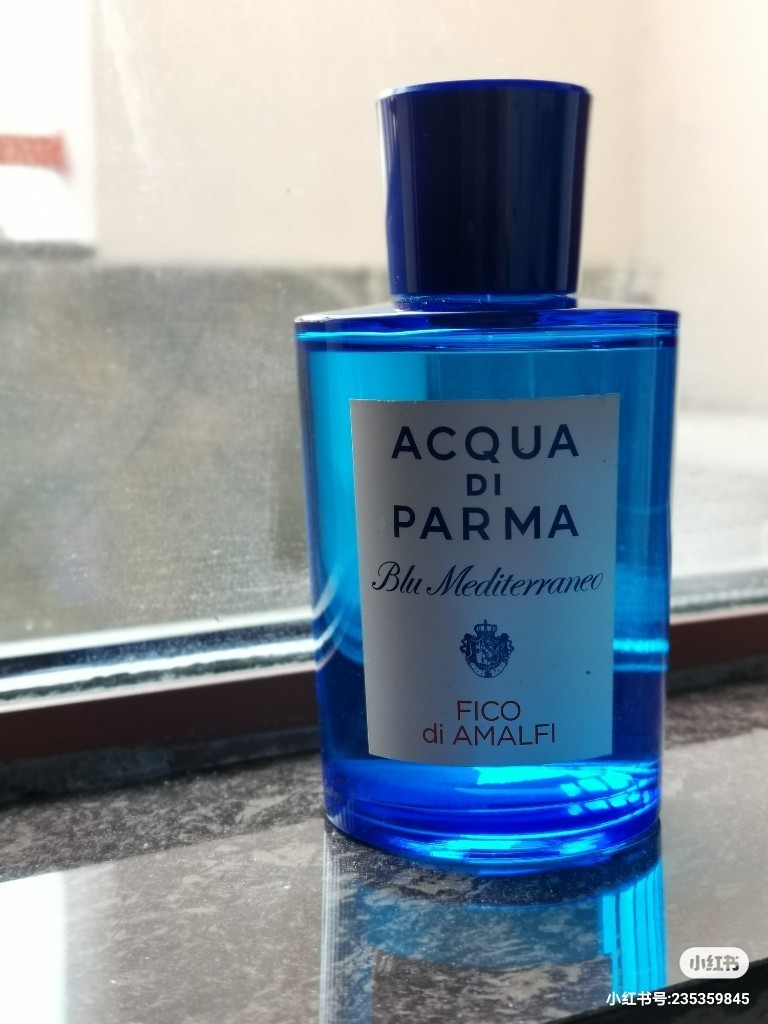 ACQUA
DI
PARMA
Blu Mediterraneo
FICO
di AMALFI
小红书
小红书号:235359845